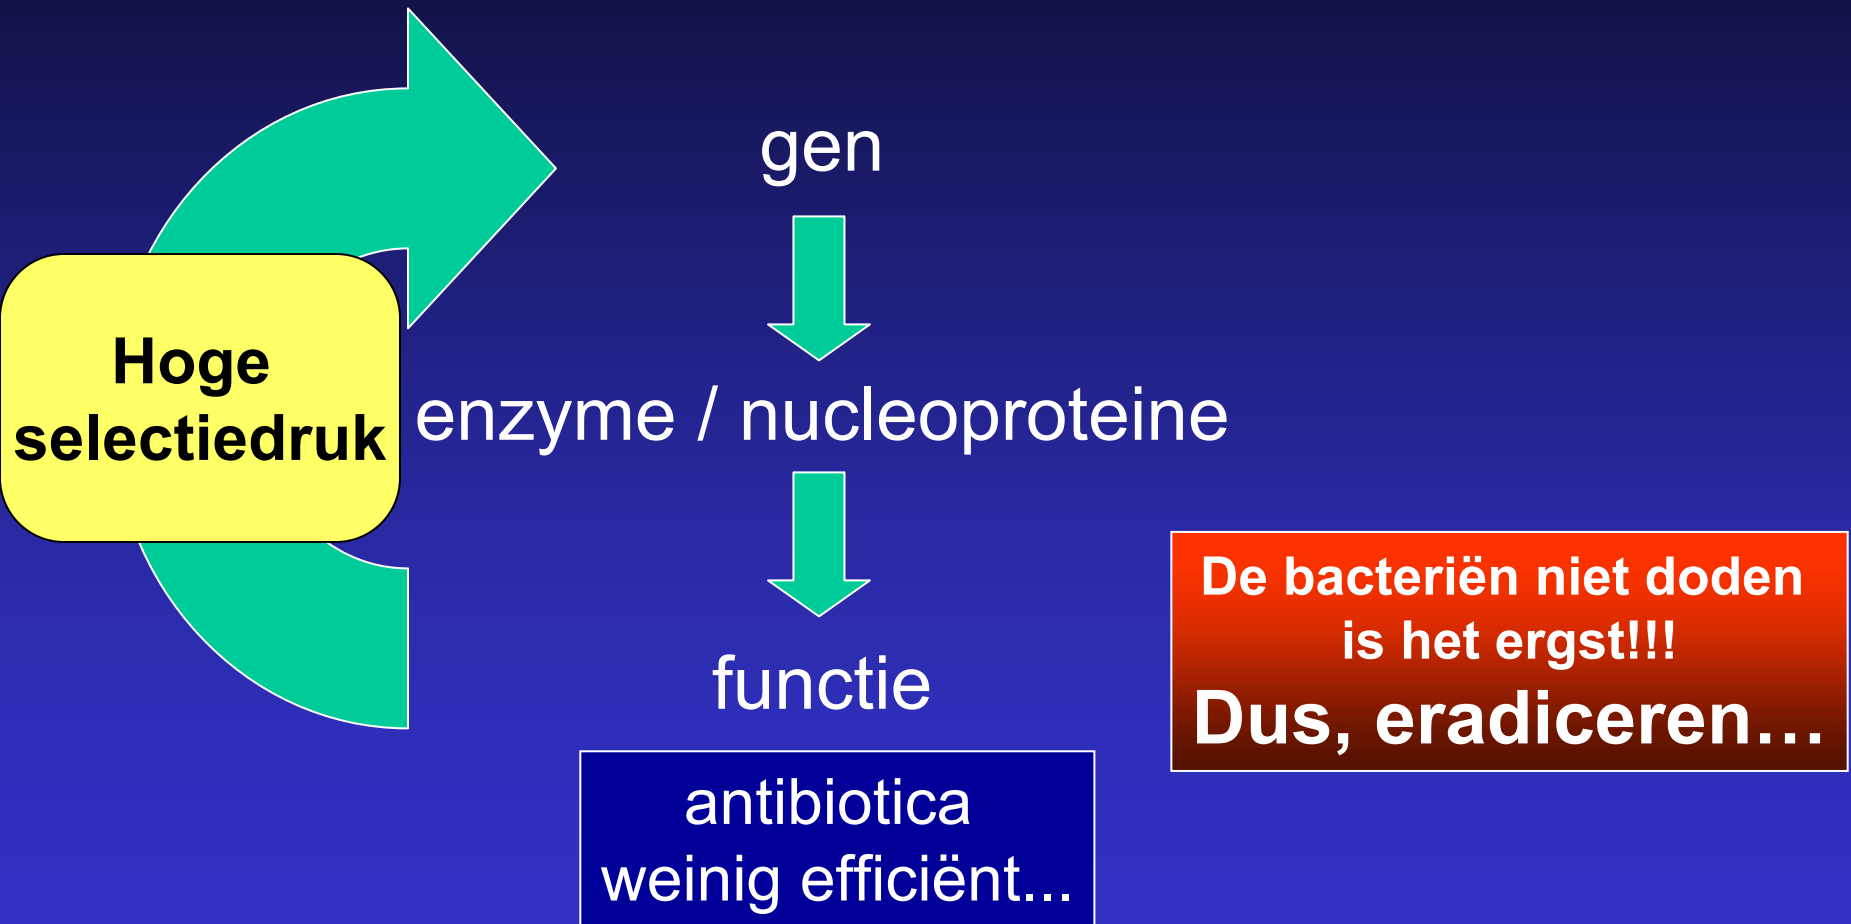 gen
Hoge
selectiedruk
enzyme / nucleoproteine
functie
antibiotica
weinig efficiënt...
De bacteriën niet doden
is het ergst!!!
Dus, eradiceren…